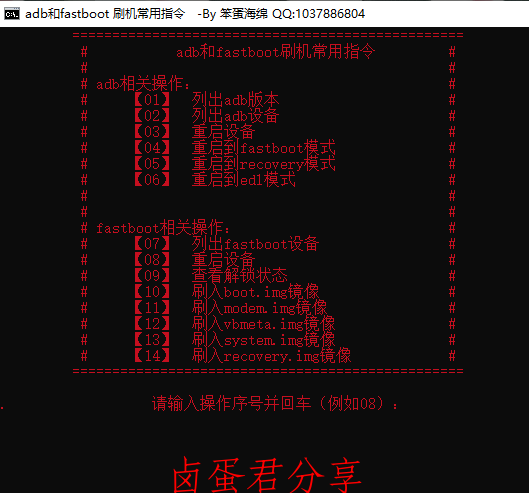 adb和fastboot 刷机常用指令 -By 笨蛋海绵 QQ:1037886804
=================================================
# adb和fastboot刷机常用指令 #
# #
# adb相关操作: #
# 【01】 列出adb版本 #
# 【02】 列出adb设备 #
# 【03】 重启设备 #
# 【04】 重启到fastboot模式 #
# 【05】 重启到recovery模式 #
# 【06】 重启到edl模式 #
# #
# #
# fastboot相关操作: #
# 【07】 列出fastboot设备 #
# 【08】 重启设备 #
# 【09】 查看解锁状态 #
# 【10】 刷入boot.img镜像 #
# 【11】 刷入modem.img镜像 #
# 【12】 刷入vbmeta.img镜像 #
# 【13】 刷入system.img镜像 #
# 【14】 刷入recovery.img镜像 #
=================================================
. 请输入操作序号并回车（例如08）:
卤蛋君分享